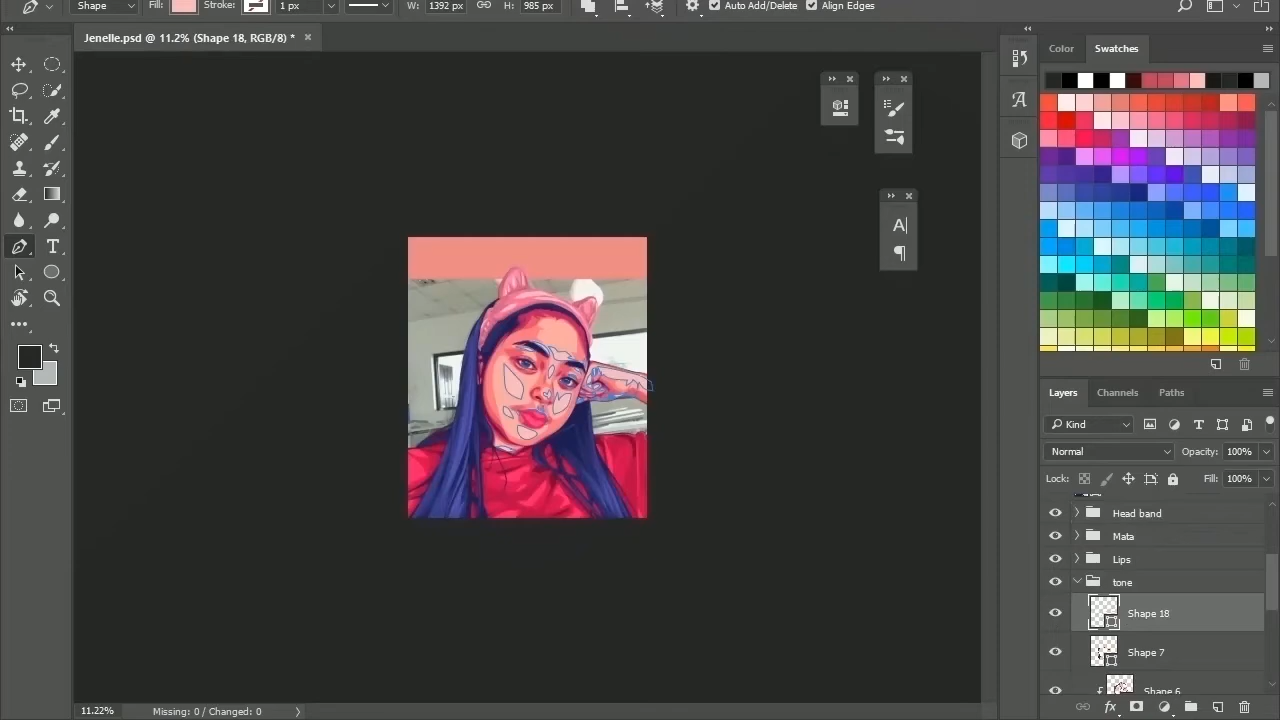 Shape Fill: Stroke: 1 px W: 1392 px H: 985 px Auto Add/Delete Align Edges
Jenelle.psd @ 11.2% (Shape 18, RGB/8) *
Color Swatches
Layers Channels Paths
Kind
Normal Opacity: 100%
Lock: Fill: 100%
Head band
Mata
Lips
tone
Shape 18
Shape 7
Shape 6
11.22% Missing: 0 / Changed: 0